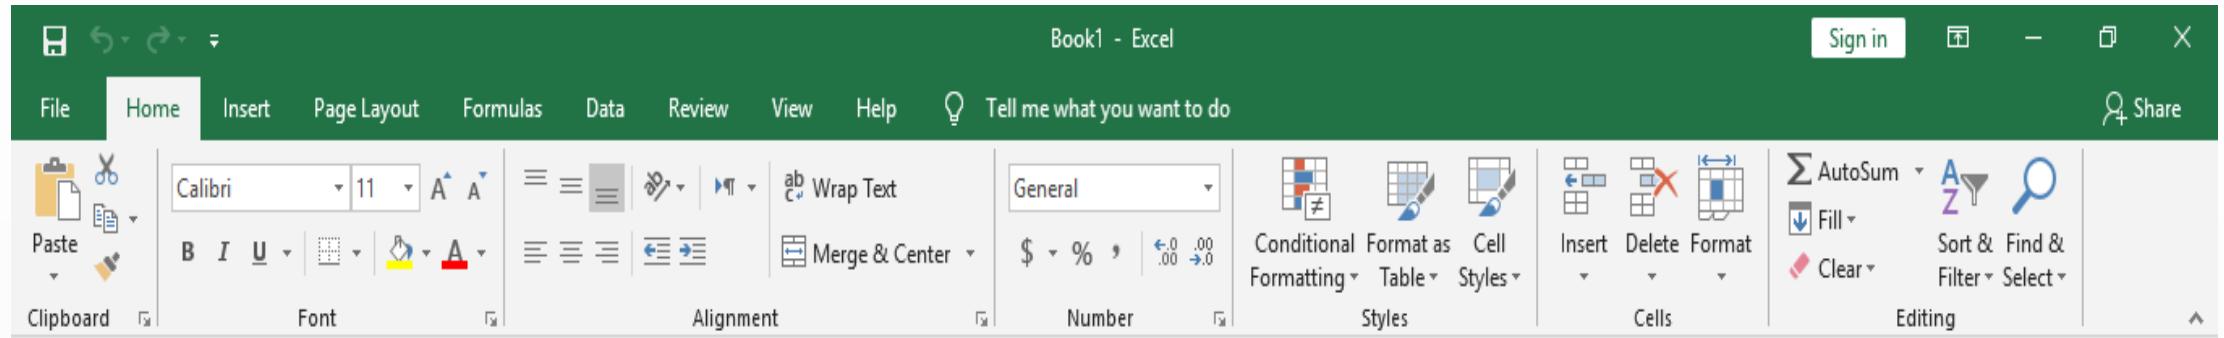 Book1 - Excel
Sign in
File Home Insert Page Layout Formulas Data Review View Help Tell me what you want to do Share
Calibri 11 Wrap Text General AutoSum
Fill
Paste B I U Merge & Center $ % Conditional Format as Cell Insert Delete Format Sort & Find &
Clear
Formatting Table Styles Filter Select
Clipboard Font Alignment Number Styles Cells Editing